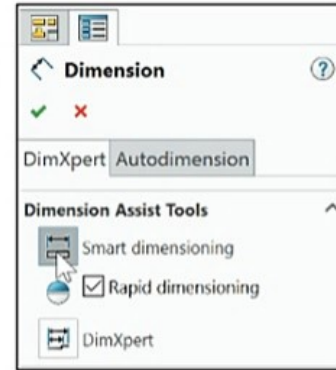 Dimension ?
DimXpert Autodimension
Dimension Assist Tools
Smart dimensioning
Rapid dimensioning
DimXpert